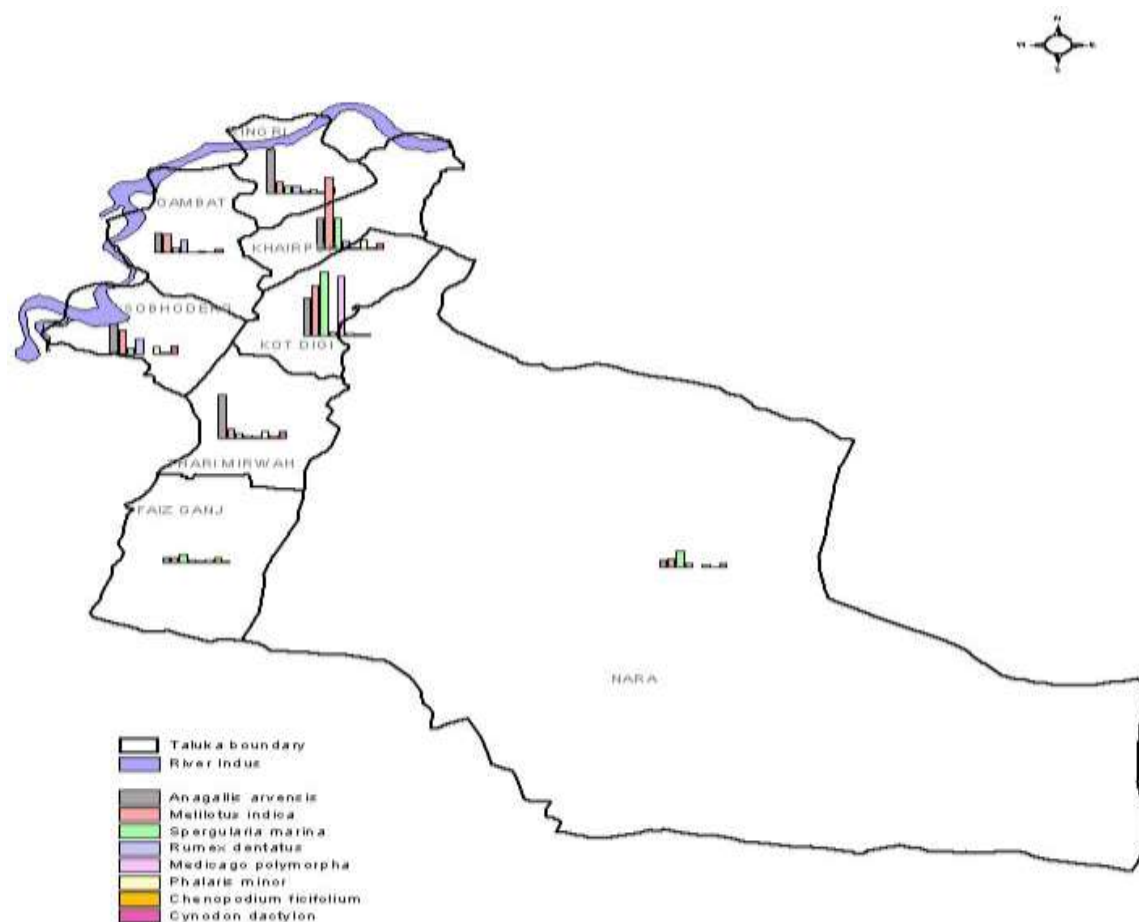 N
W E
S
KINGRI
GAMBAT
KHAIRP
SOBHODERO
KOT DIGI
THARI MIRWAH
FAIZ GANJ
NARA
Taluka boundary
River Indus
Anagallis arvensis
Melilotus indica
Spergularia marina
Rumex dentatus
Medicago polymorpha
Phalaris minor
Chenopodium ficifolium
Cynodon dactylon